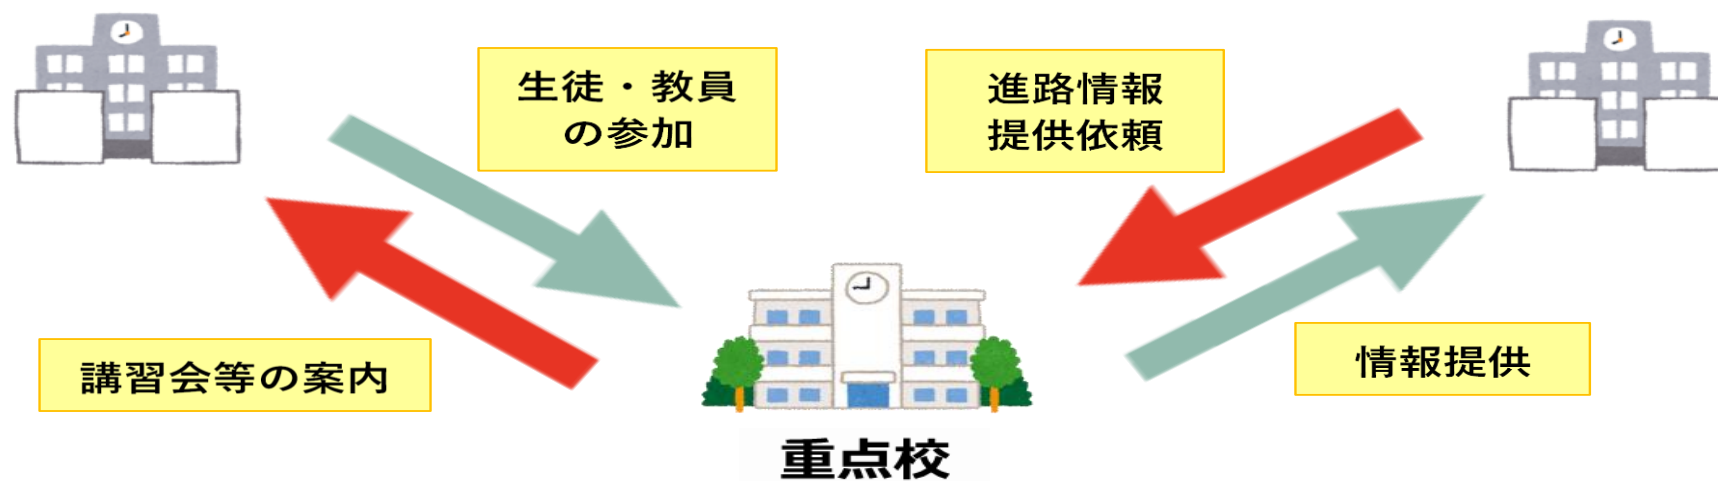 生徒・教員
の参加
進路情報
提供依頼
講習会等の案内
情報提供
重点校